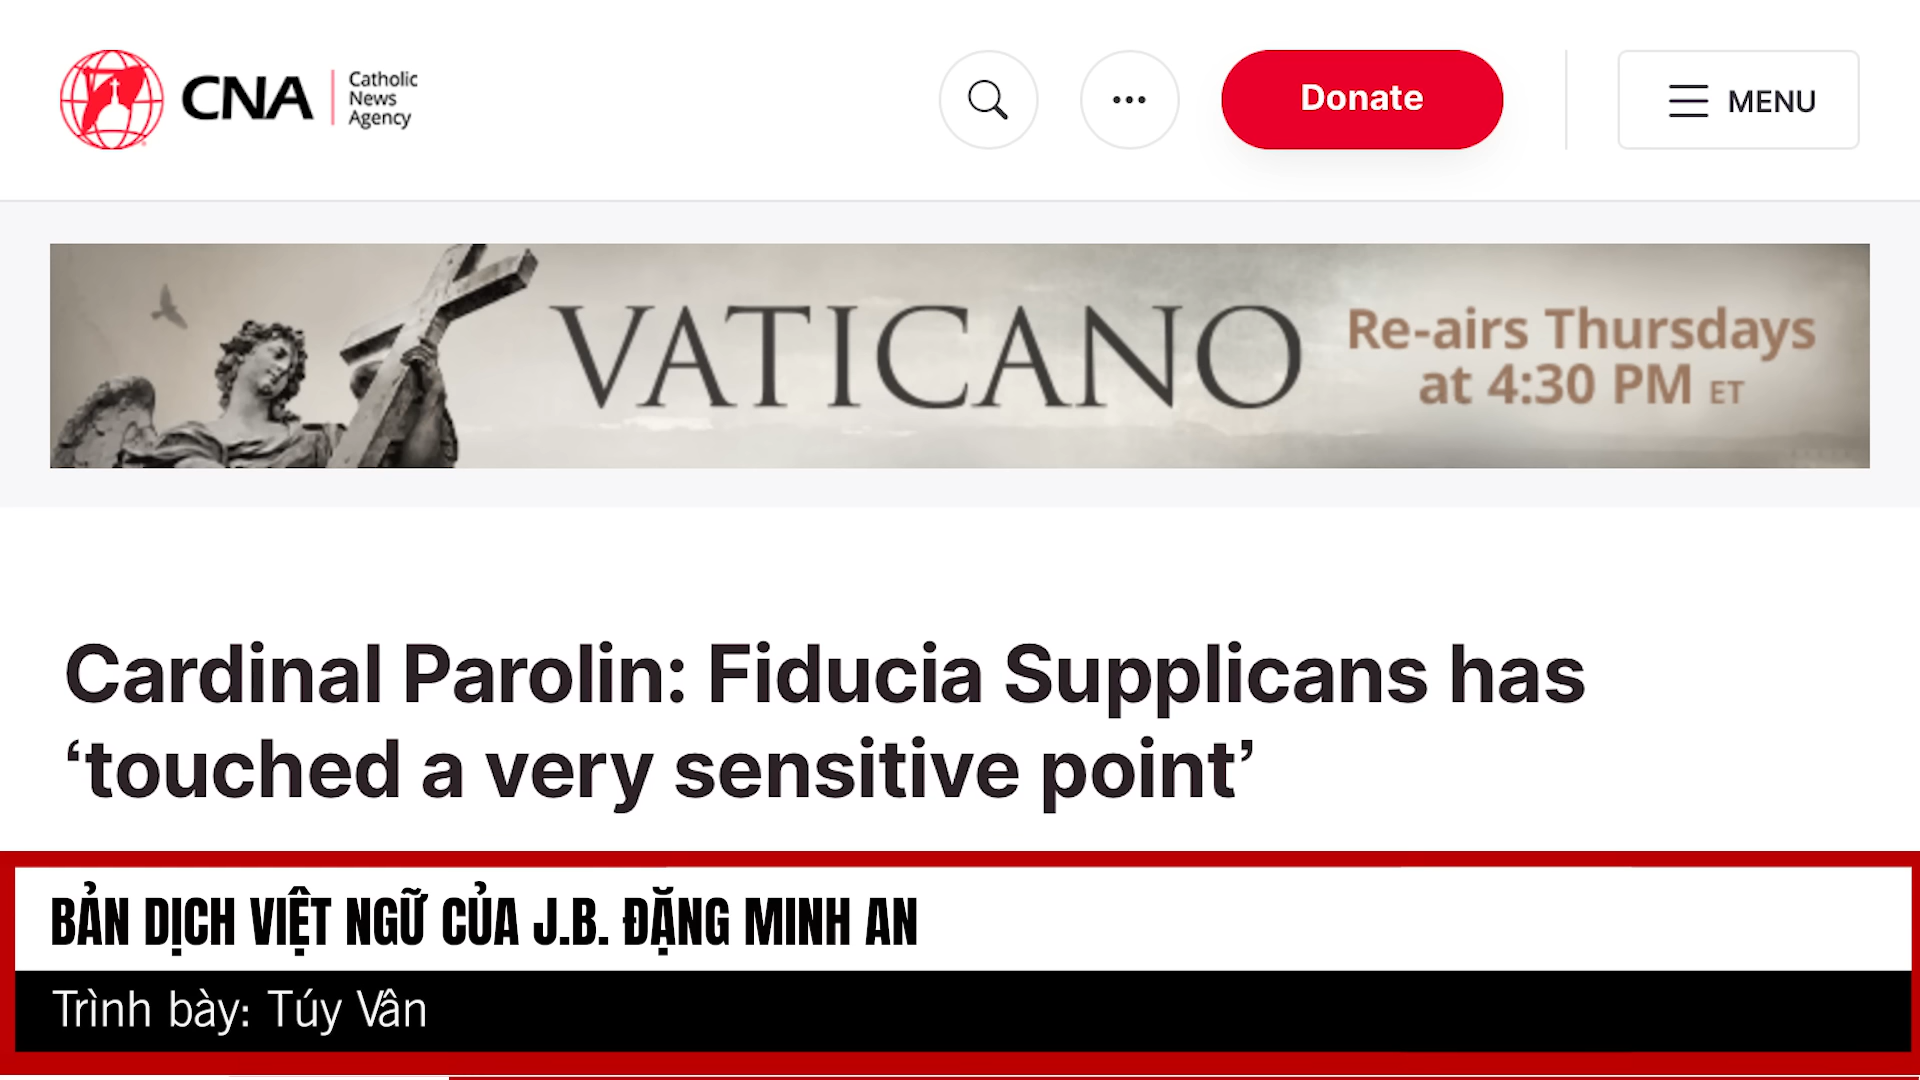 CNA
Catholic
News
Agency
Donate
MENU
VATICANO
Re-airs Thursdays
at 4:30 PM ET
Cardinal Parolin: Fiducia Supplicans has
‘touched a very sensitive point’
BẢN DỊCH VIỆT NGỮ CỦA J.B. ĐẶNG MINH AN
Trình bày: Túy Vân